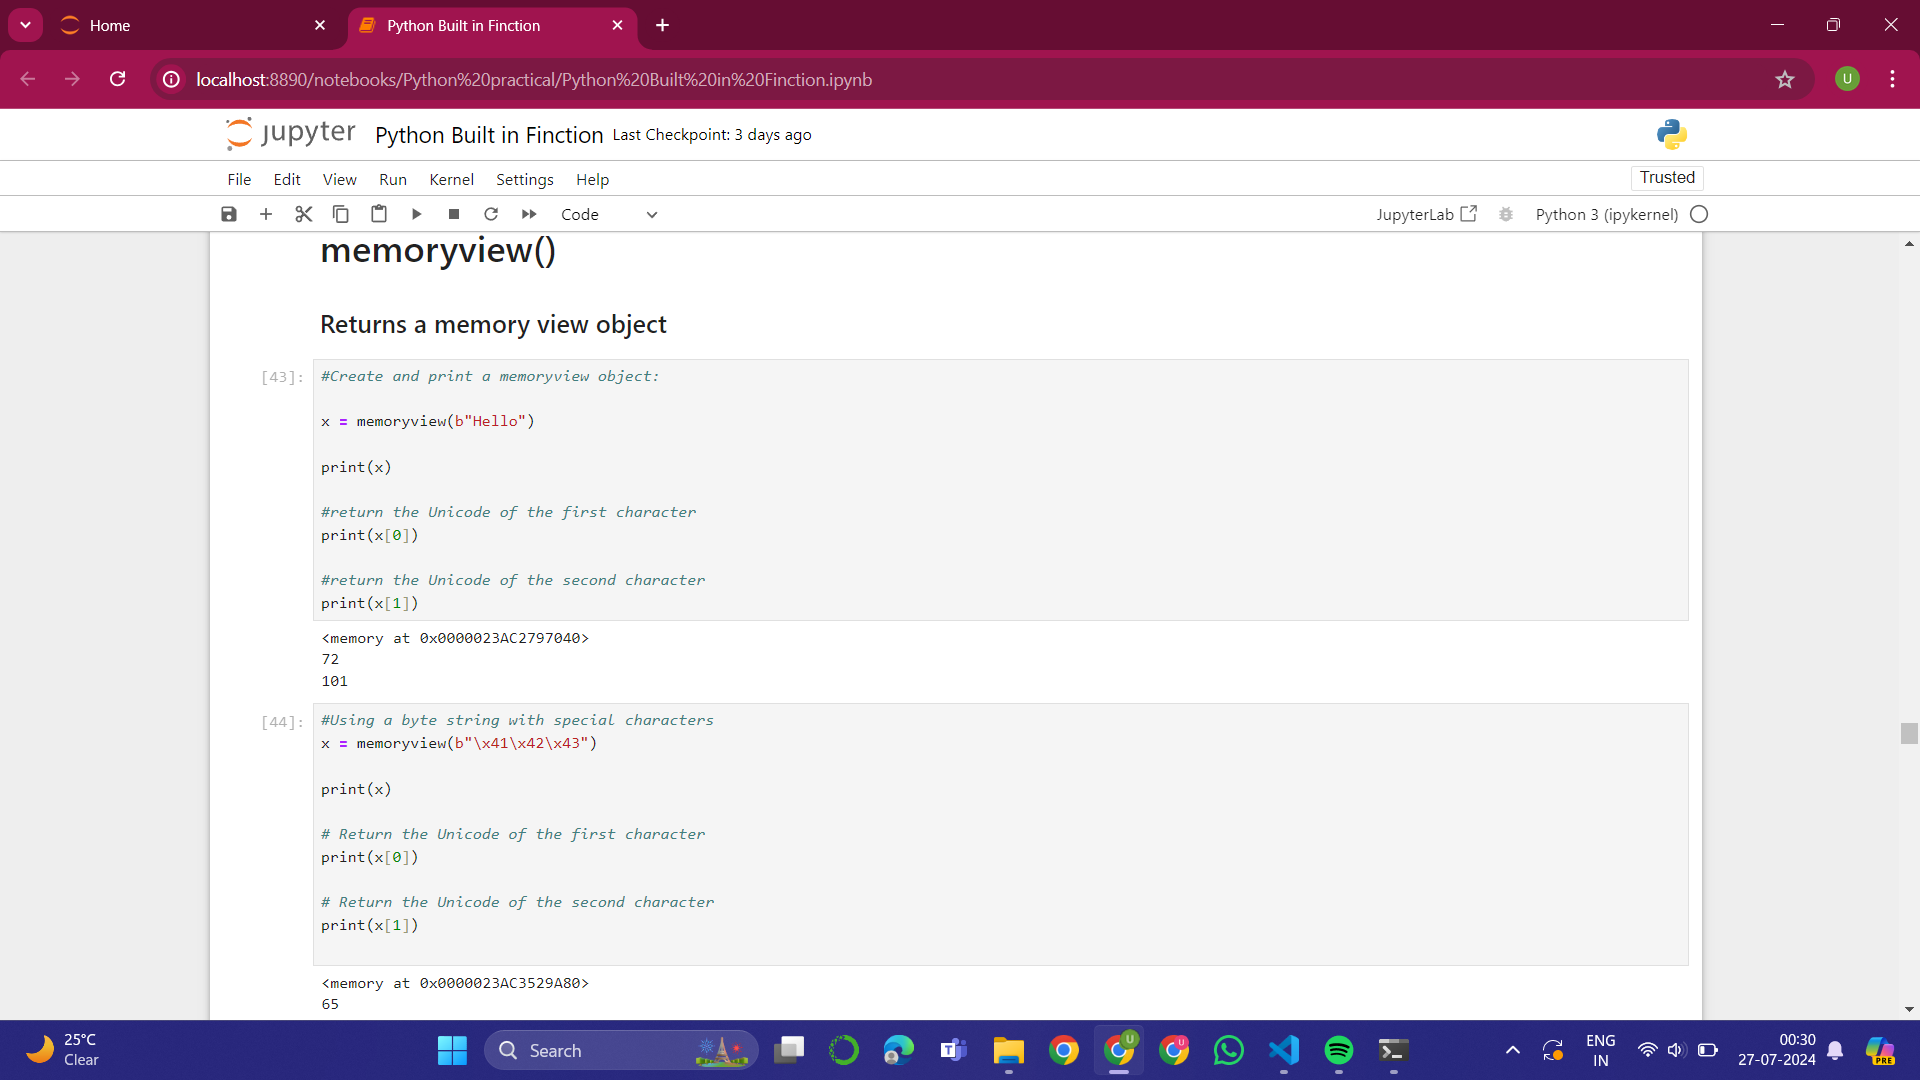 Home
Python Built in Finction
localhost:8890/notebooks/Python%20practical/Python%20Built%20in%20Finction.ipynb
U
jupyter Python Built in Finction Last Checkpoint: 3 days ago
File Edit View Run Kernel Settings Help
Trusted
Code
JupyterLab
Python 3 (ipykernel)
memoryview()
Returns a memory view object
[43]:
#Create and print a memoryview object:
x = memoryview(b"Hello")
print(x)
#return the Unicode of the first character
print(x[0])
#return the Unicode of the second character
print(x[1])
<memory at 0x0000023AC2797040>
72
101
[44]:
#Using a byte string with special characters
x = memoryview(b"\x41\x42\x43")
print(x)
# Return the Unicode of the first character
print(x[0])
# Return the Unicode of the second character
print(x[1])
<memory at 0x0000023AC3529A80>
65
25°C
Clear
Search
T
U
U
ENG
IN
00:30
27-07-2024
PRE